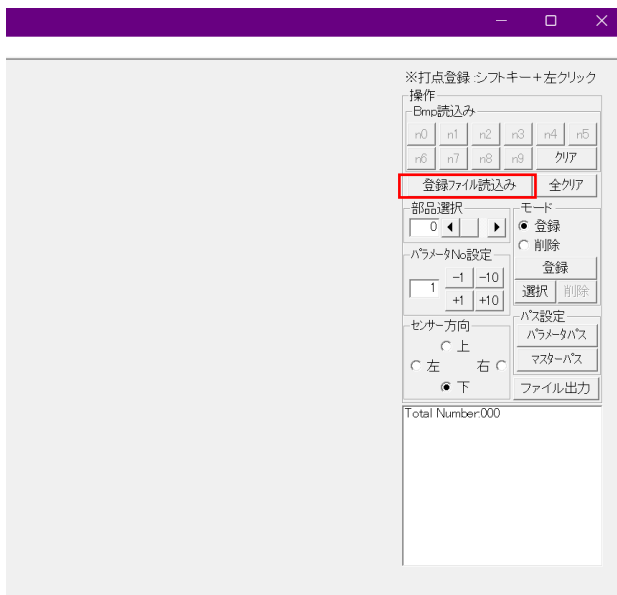 ※打点登録:シフトキー+左クリック
操作
Bmp読込み
n0 n1 n2 n3 n4 n5
n6 n7 n8 n9 クリア
登録ファイル読込み 全クリア
部品選択 モード
0 登録
削除
パラメータNo設定 登録
1 -1 -10 選択 削除
+1 +10
センサー方向 パス設定
上 パラメータパス
左 右 マスターパス
下 ファイル出力
Total Number:000